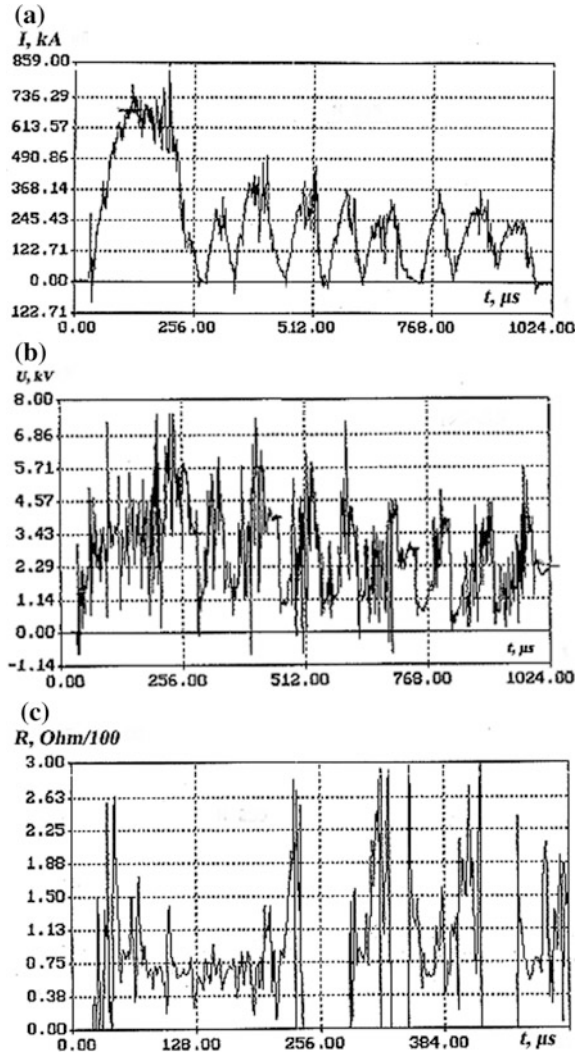 (a)
I, kA
859.00
736.29
613.57
490.86
368.14
245.43
122.71
0.00
122.71
t, μs
0.00 256.00 512.00 768.00 1024.00
(b)
U, kV
8.00
6.86
5.71
4.57
3.43
2.29
1.14
0.00
-1.14
t, μs
0.00 256.00 512.00 768.00 1024.00
(c)
R, Ohm/100
3.00
2.63
2.25
1.88
1.50
1.13
0.75
0.38
0.00
0.00 128.00 256.00 384.00 t, μs